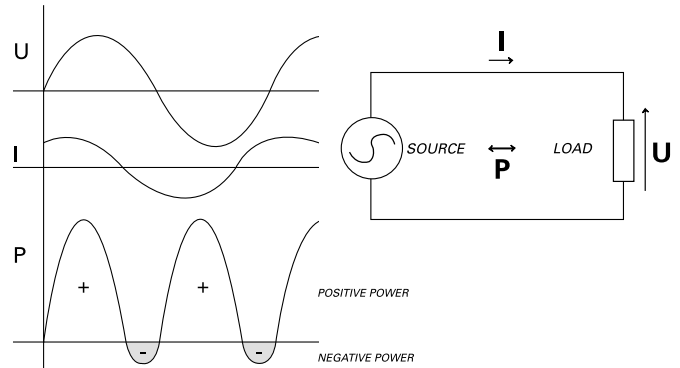 U
I
P
+
+
-
-
POSITIVE POWER
NEGATIVE POWER
I
SOURCE
P
LOAD
U